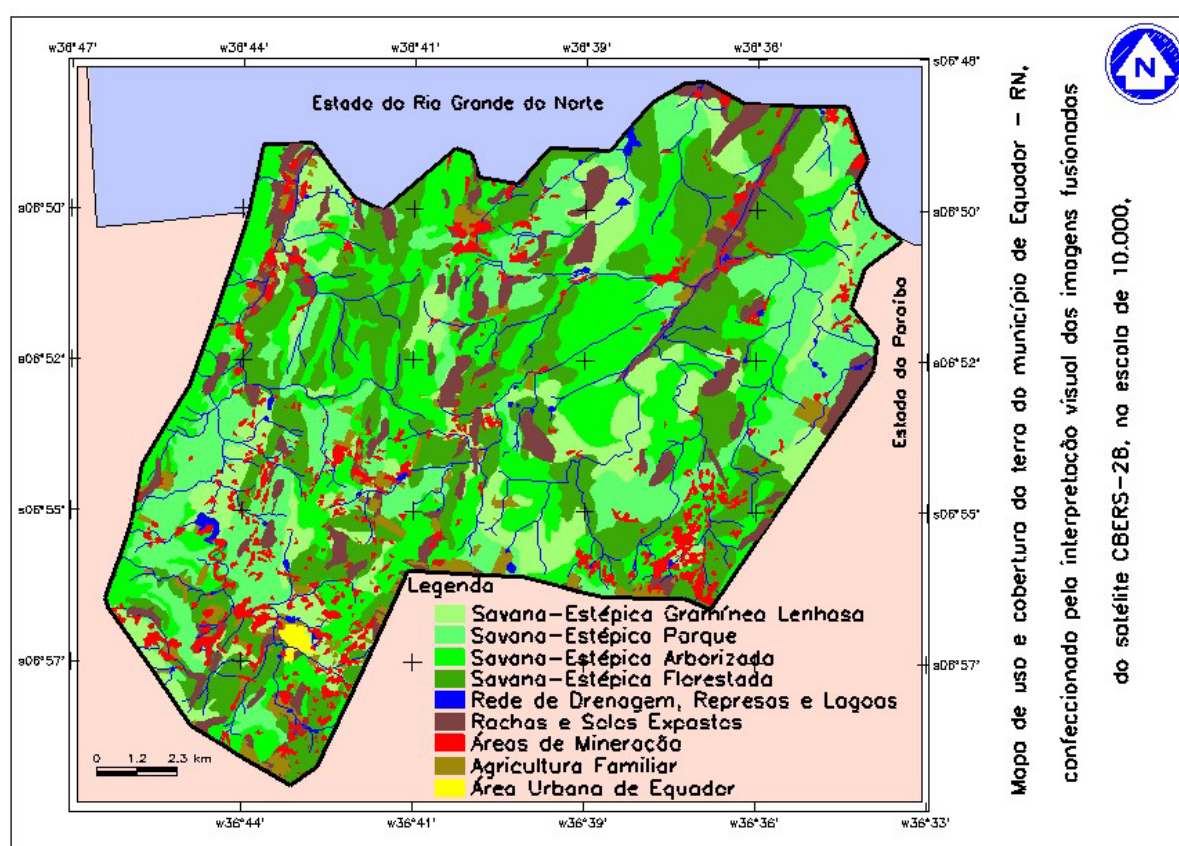 w36°47' w36°44' w36°41' w36°39' w36°36'
s06°48'
Estado do Rio Grande do Norte
s06°50' s06°50'
s06°52' s06°52'
Estado da Paraíba
s06°55' s06°55'
s06°57' s06°57'
Legenda
Savana-Estépica Gramínea Lenhosa
Savana-Estépica Parque
Savana-Estépica Arborizada
Savana-Estépica Florestada
Rede de Drenagem, Represas e Lagoas
Rochas e Solos Expostos
Áreas de Mineração
Agricultura Familiar
Área Urbana de Equador
0 1.2 2.3 km
w36°44' w36°41' w36°39' w36°36' w36°33'
N
Mapa de uso e cobertura da terra do município de Equador - RN,
confeccionado pela interpretação visual das imagens fusionadas
do satélite CBERS-2B, na escala de 10.000,